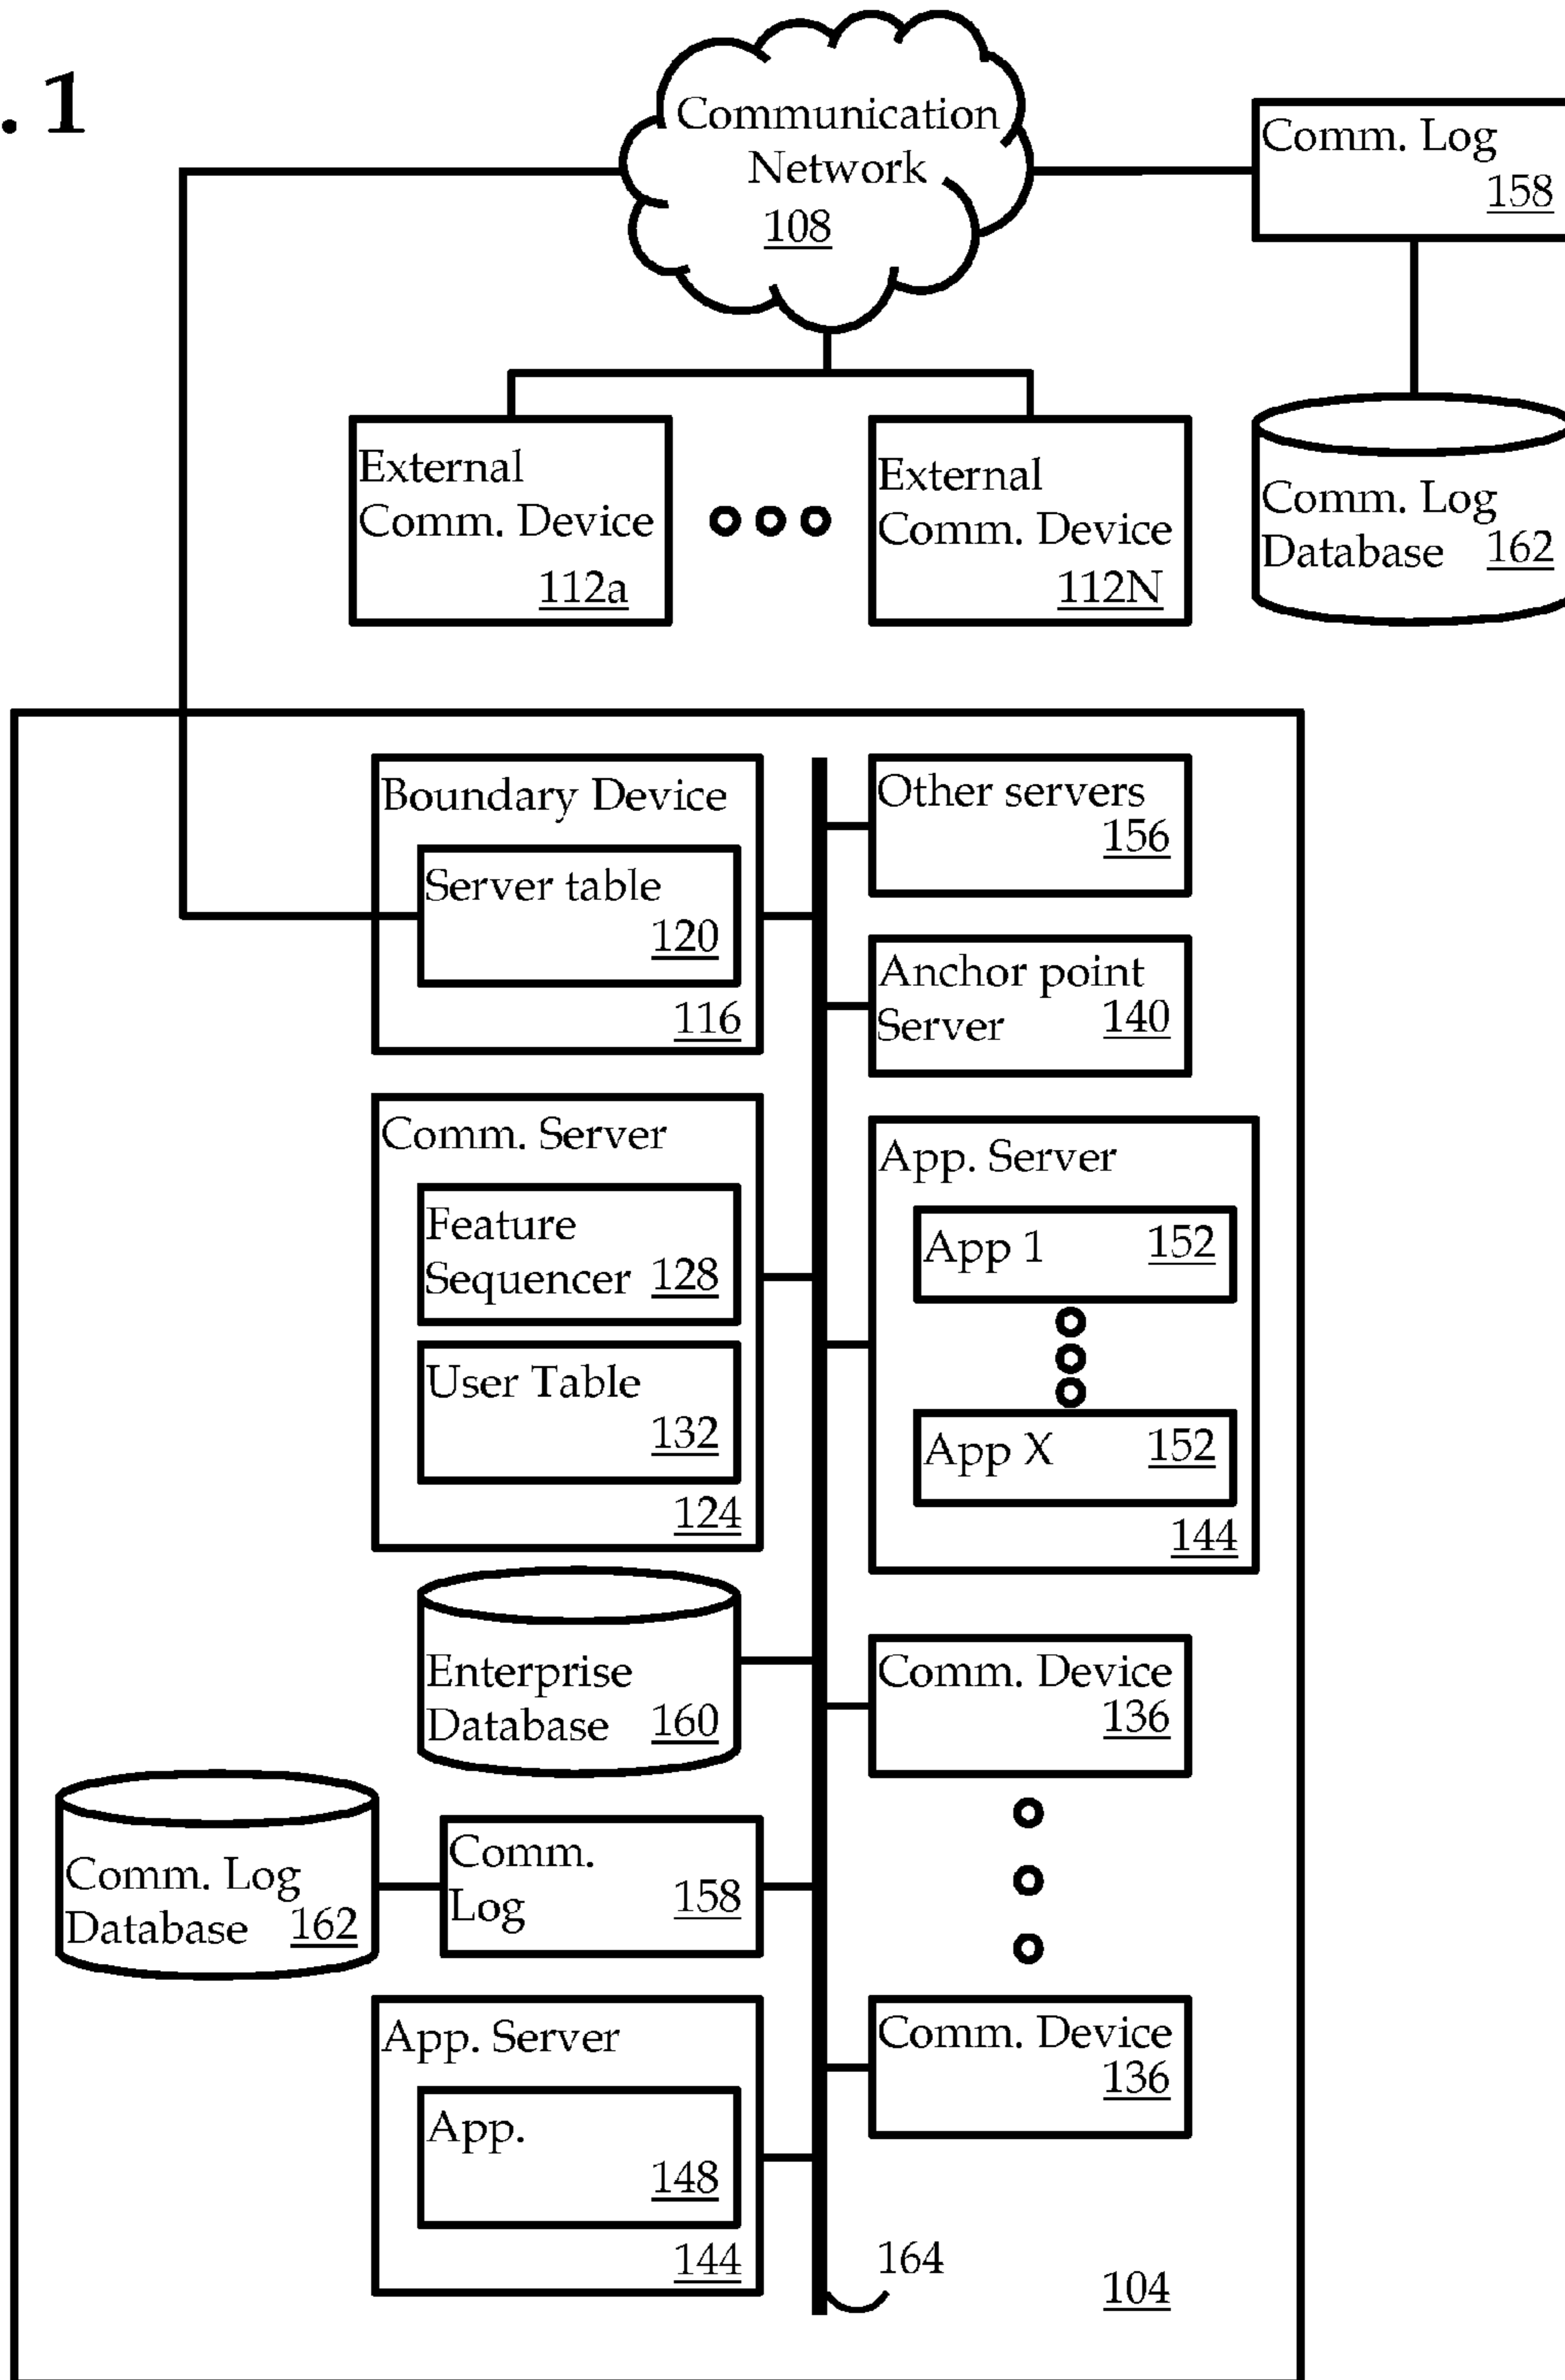 . 1
Communication
Network
108
Comm. Log
158
External
Comm. Device
112a
External
Comm. Device
112N
Comm. Log
Database 162
Boundary Device
Server table
120
116
Other servers
156
Anchor point
Server 140
Comm. Server
Feature
Sequencer 128
User Table
132
124
App. Server
App 1 152
App X 152
144
Enterprise
Database 160
Comm. Device
136
Comm. Log
Database 162
Comm.
Log 158
App. Server
App.
148
144
Comm. Device
136
164
104